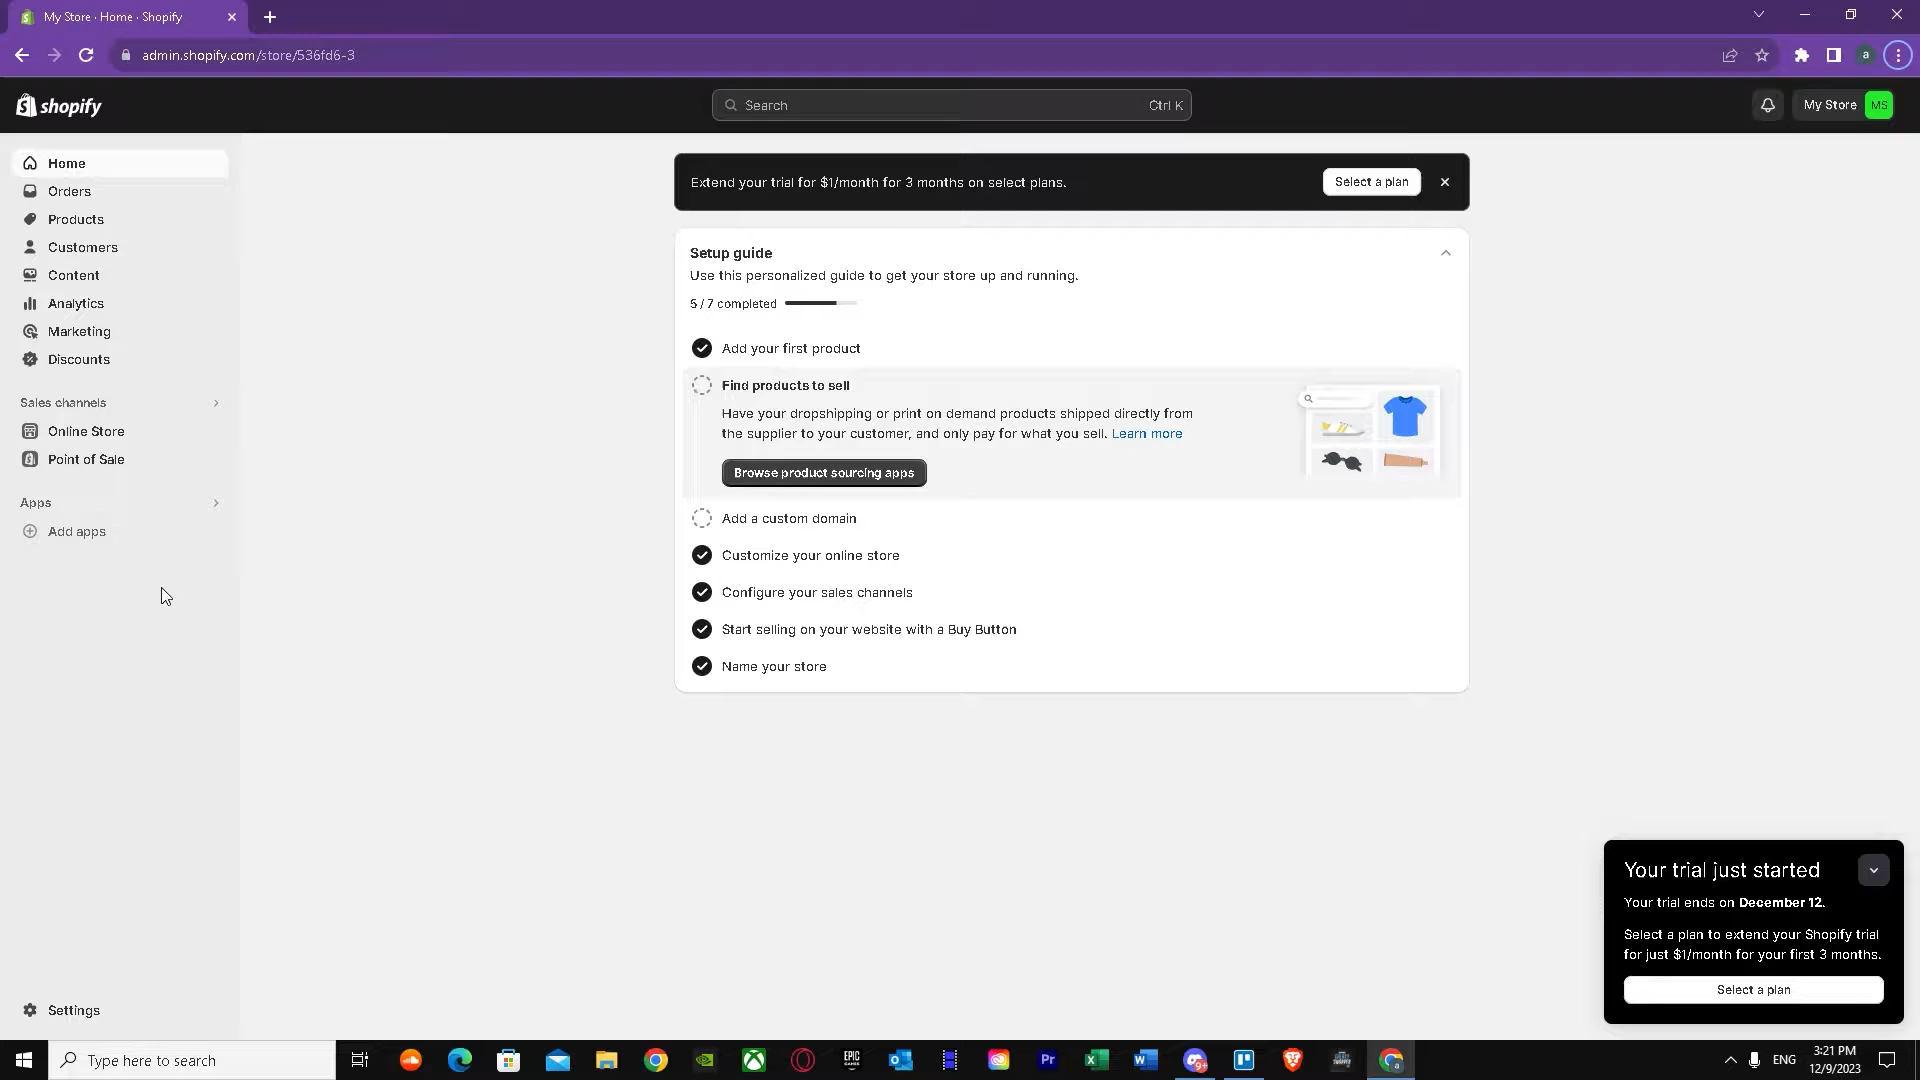 My Store · Home · Shopify
admin.shopify.com/store/536fd6-3
shopify
Search
Ctrl K
My Store
MS
Home
Orders
Products
Customers
Content
Analytics
Marketing
Discounts
Sales channels
Online Store
Point of Sale
Apps
Add apps
Settings
Extend your trial for $1/month for 3 months on select plans.
Select a plan
Setup guide
Use this personalized guide to get your store up and running.
5 / 7 completed
Add your first product
Find products to sell
Have your dropshipping or print on demand products shipped directly from
the supplier to your customer, and only pay for what you sell. Learn more
Browse product sourcing apps
Add a custom domain
Customize your online store
Configure your sales channels
Start selling on your website with a Buy Button
Name your store
Your trial just started
Your trial ends on December 12.
Select a plan to extend your Shopify trial
for just $1/month for your first 3 months.
Select a plan
Type here to search
EPIC
GAMES
Pr
9+
a
ENG
3:21 PM
12/9/2023